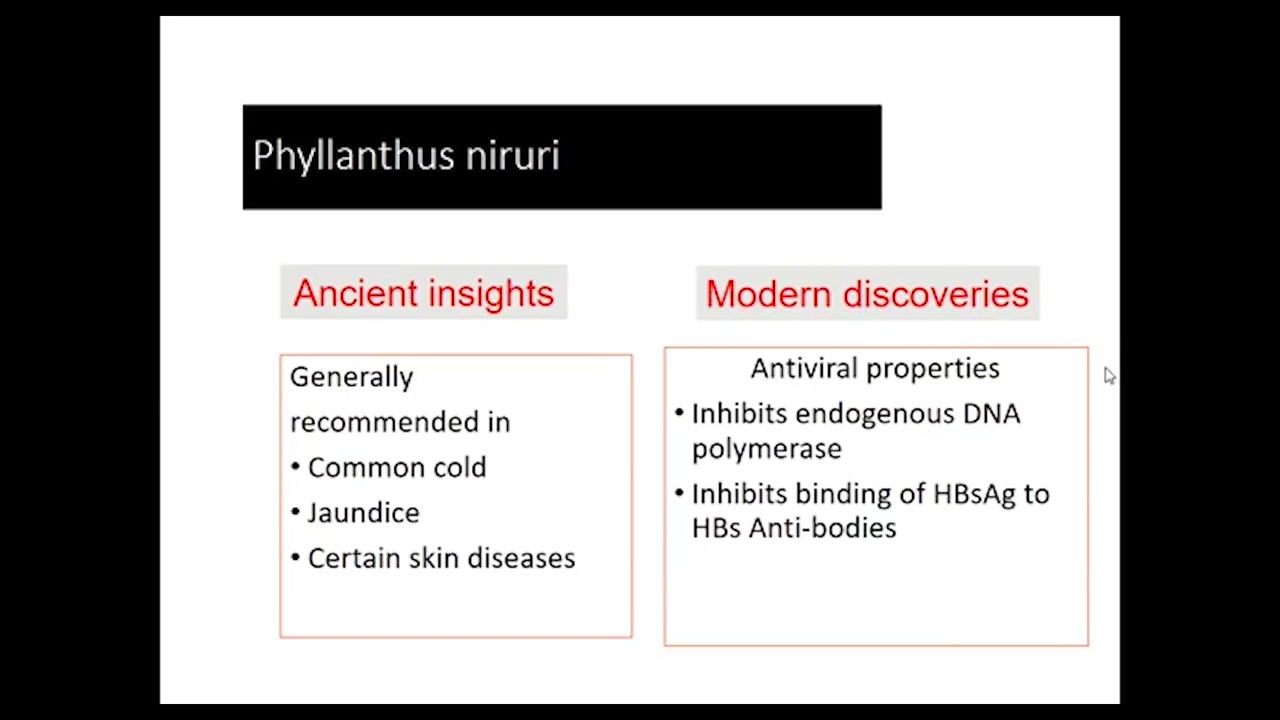 Phyllanthus niruri
Ancient insights
Generally
recommended in
• Common cold
• Jaundice
• Certain skin diseases
Modern discoveries
Antiviral properties
• Inhibits endogenous DNA
polymerase
• Inhibits binding of HBsAg to
HBs Anti-bodies